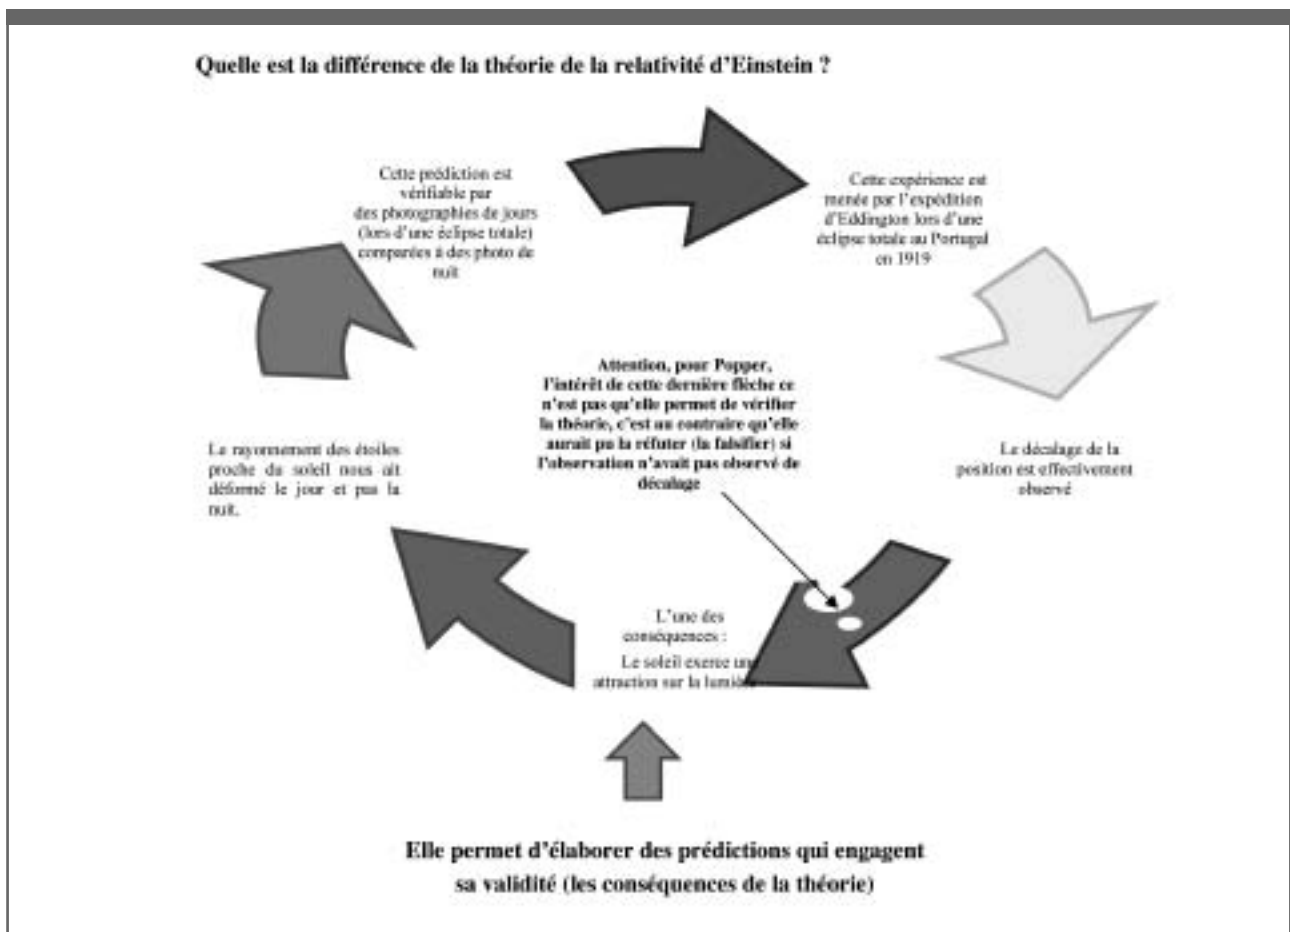 Quelle est la différence de la théorie de la relativité d'Einstein ?
Cette prédiction est
vérifiable par
des photographies de jours
(lors d'une éclipse totale)
comparées à des photo de
nuit
Cette expérience est
menée par l'expédition
d'Eddington lors d'une
éclipse totale au Portugal
en 1919
Attention, pour Popper,
l'intérêt de cette dernière flèche ce
n'est pas qu'elle permet de vérifier
la théorie, c'est au contraire qu'elle
aurait pu la réfuter (la falsifier) si
l'observation n'avait pas observé de
décalage
Le rayonnement des étoiles
proche du soleil nous ait
déformé le jour et pas la
nuit.
Le décalage de la
position est effectivement
observé
L'une des
conséquences :
Le soleil exerce une
attraction sur la lumière
Elle permet d'élaborer des prédictions qui engagent
sa validité (les conséquences de la théorie)